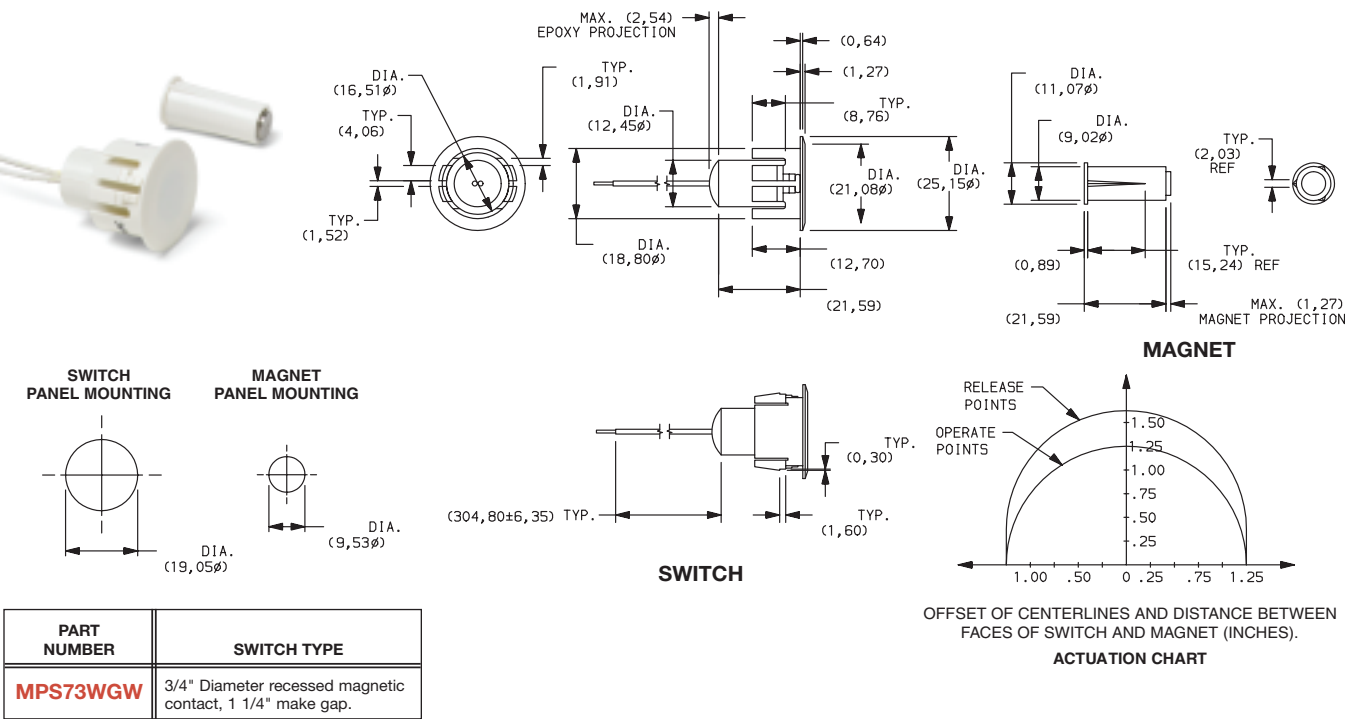 MAX. (2,54)
EPOXY PROJECTION
(0,64)
(1,27)
DIA.
(16,51ø)
TYP.
(1,91)
TYP.
(4,06)
DIA.
(12,45ø)
TYP.
(8,76)
DIA.
(21,08ø)
DIA.
(25,15ø)
TYP.
(1,52)
DIA.
(18,80ø)
(12,70)
(21,59)
DIA.
(11,07ø)
DIA.
(9,02ø)
TYP.
(2,03)
REF
(0,89)
TYP.
(15,24) REF
(21,59)
MAX. (1,27)
MAGNET PROJECTION
MAGNET
SWITCH
PANEL MOUNTING
MAGNET
PANEL MOUNTING
DIA.
(19,05ø)
DIA.
(9,53ø)
(304,80±6,35) TYP.
TYP.
(0,30)
TYP.
(1,60)
SWITCH
RELEASE
POINTS
OPERATE
POINTS
1.50
1.25
1.00
.75
.50
.25
1.00 .50 0 .25 .75 1.25
OFFSET OF CENTERLINES AND DISTANCE BETWEEN
FACES OF SWITCH AND MAGNET (INCHES).
ACTUATION CHART
PART
NUMBER
SWITCH TYPE
MPS73WGW
3/4" Diameter recessed magnetic
contact, 1 1/4" make gap.